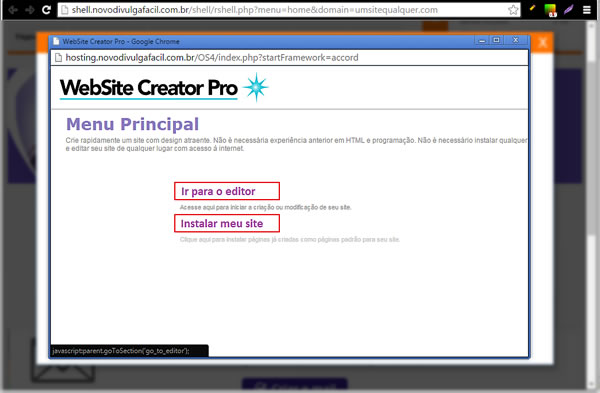 shell.novodivulgafacil.com.br/shell/rshell.php?menu=home&domain=umsitequalquer.com
WebSite Creator Pro - Google Chrome
X
hosting.novodivulgafacil.com.br/OS4/index.php?startFramework=accord
WebSite Creator Pro
Menu Principal
Crie rapidamente um site com design atraente. Não é necessária experiência anterior em HTML e programação. Não é necessário instalar qualquer
e editar seu site de qualquer lugar com acesso á internet.
Ir para o editor
Acesse aqui para iniciar a criação ou modificação de seu site.
Instalar meu site
Clique aqui para instalar páginas já criadas como páginas padrão para seu site.
javascript:parent.goToSection('go_to_editor');